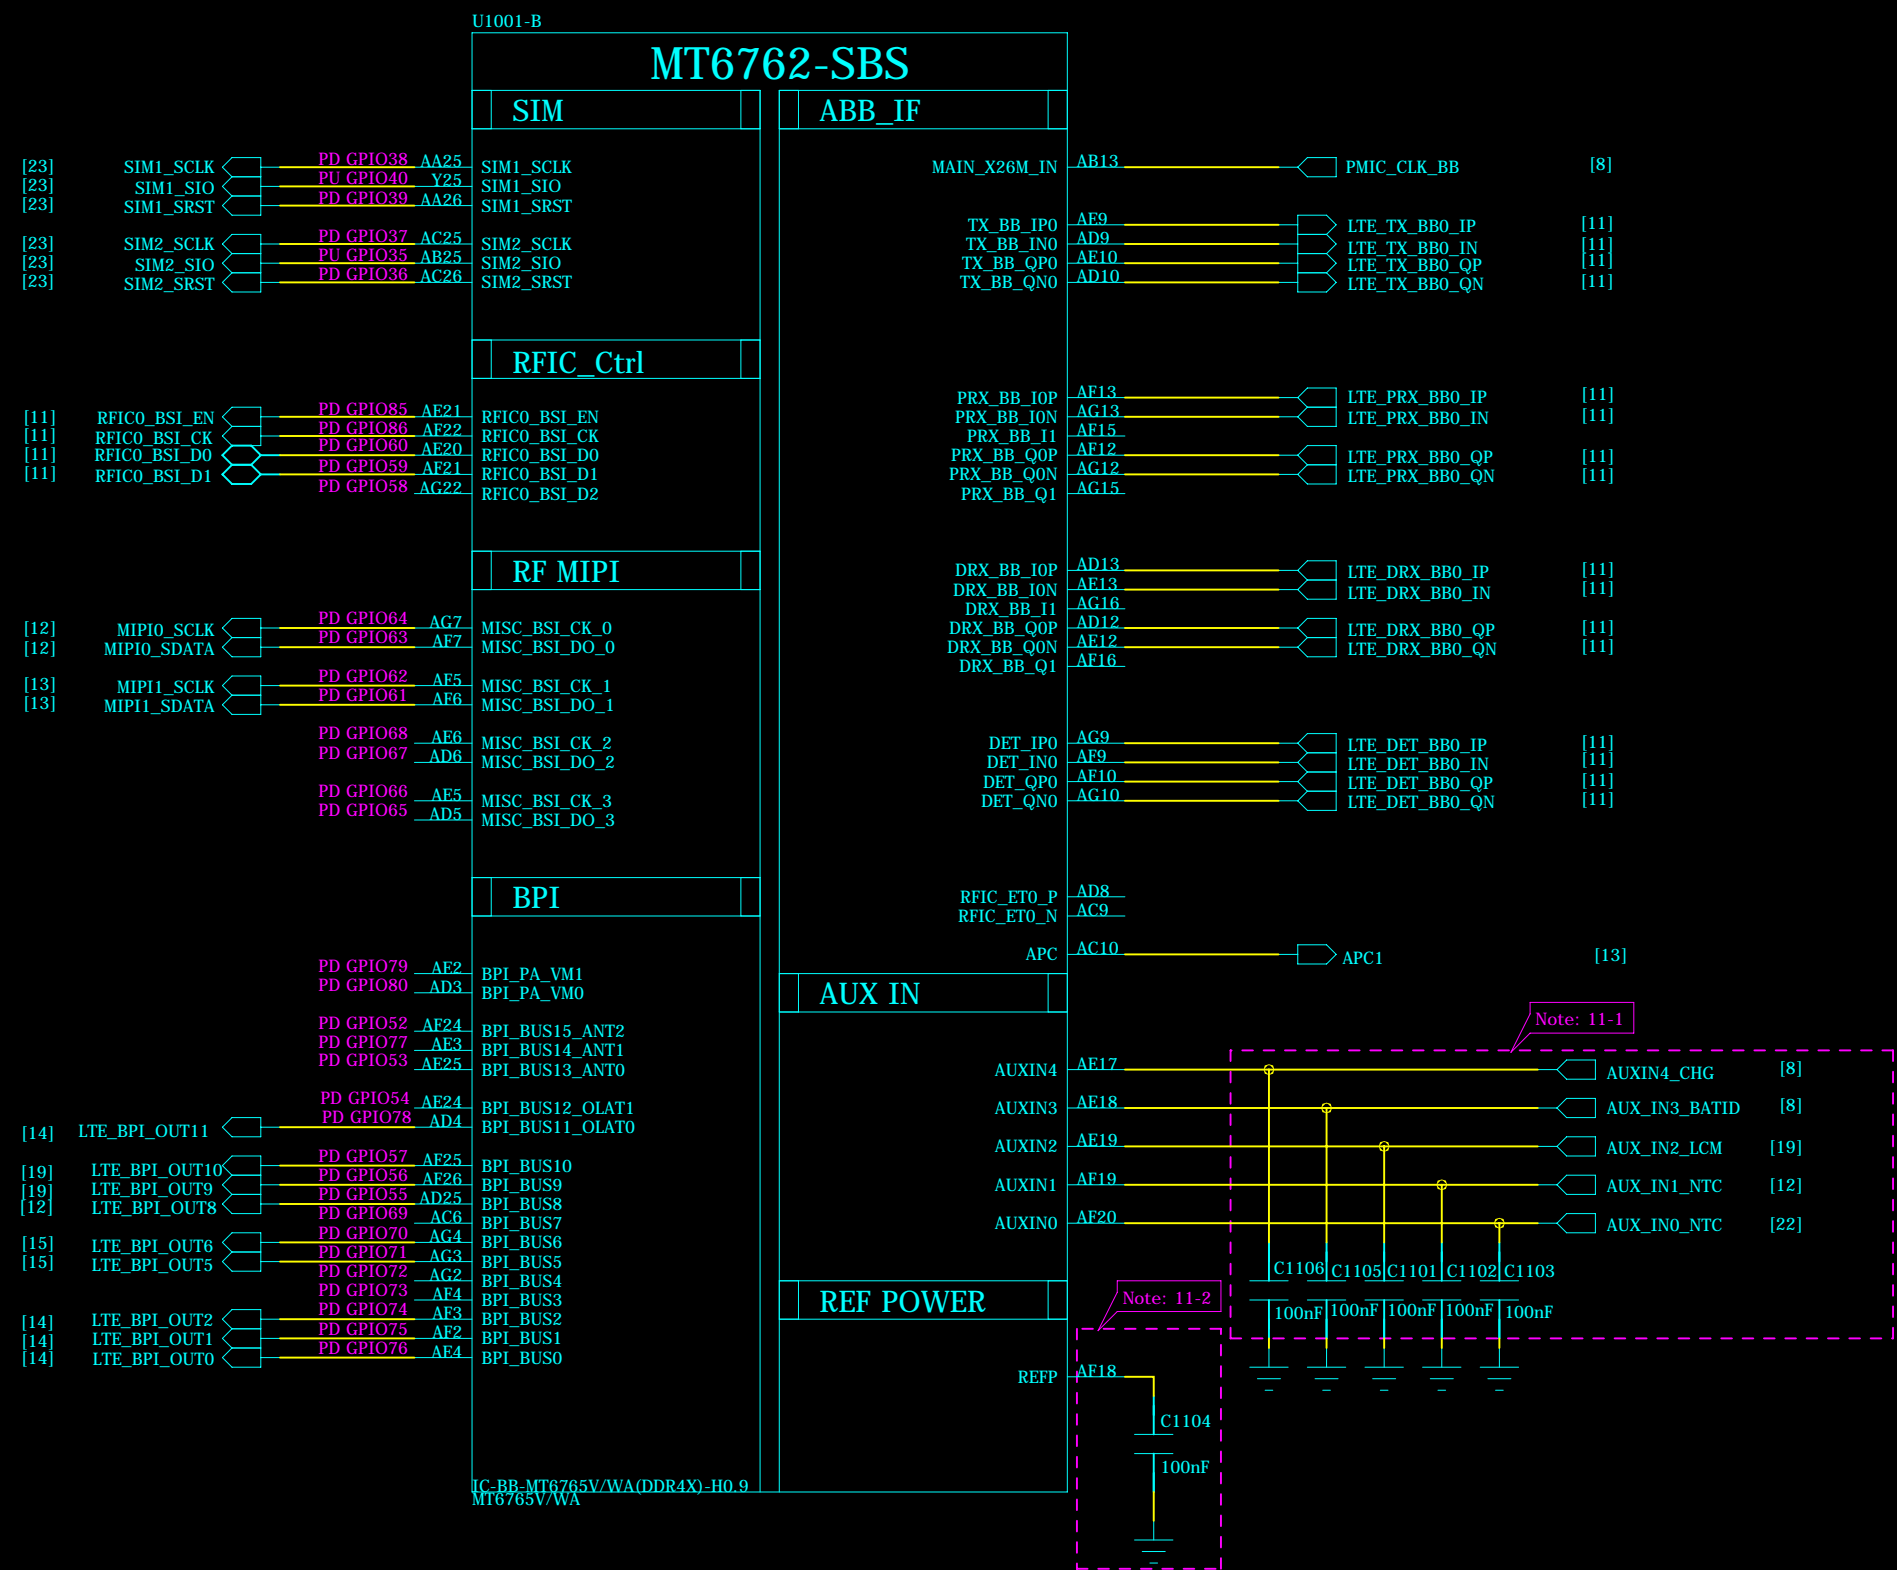 U1001-B
MT6762-SBS
SIM
[23] SIM1_SCLK PD GPIO38 AA25 SIM1_SCLK
[23] SIM1_SIO PU GPIO40 Y25 SIM1_SIO
[23] SIM1_SRST PD GPIO39 AA26 SIM1_SRST
[23] SIM2_SCLK PD GPIO37 AC25 SIM2_SCLK
[23] SIM2_SIO PU GPIO35 AB25 SIM2_SIO
[23] SIM2_SRST PD GPIO36 AC26 SIM2_SRST
RFIC_Ctrl
[11] RFIC0_BSI_EN PD GPIO85 AE21 RFIC0_BSI_EN
[11] RFIC0_BSI_CK PD GPIO86 AF22 RFIC0_BSI_CK
[11] RFIC0_BSI_D0 PD GPIO60 AE20 RFIC0_BSI_D0
[11] RFIC0_BSI_D1 PD GPIO59 AF21 RFIC0_BSI_D1
PD GPIO58 AG22 RFIC0_BSI_D2
RF MIPI
[12] MIPI0_SCLK PD GPIO64 AG7 MISC_BSI_CK_0
[12] MIPI0_SDATA PD GPIO63 AF7 MISC_BSI_DO_0
[13] MIPI1_SCLK PD GPIO62 AF5 MISC_BSI_CK_1
[13] MIPI1_SDATA PD GPIO61 AF6 MISC_BSI_DO_1
PD GPIO68 AE6 MISC_BSI_CK_2
PD GPIO67 AD6 MISC_BSI_DO_2
PD GPIO66 AE5 MISC_BSI_CK_3
PD GPIO65 AD5 MISC_BSI_DO_3
BPI
PD GPIO79 AE2 BPI_PA_VM1
PD GPIO80 AD3 BPI_PA_VM0
PD GPIO52 AF24 BPI_BUS15_ANT2
PD GPIO77 AE3 BPI_BUS14_ANT1
PD GPIO53 AE25 BPI_BUS13_ANT0
PD GPIO54 AE24 BPI_BUS12_OLAT1
[14] LTE_BPI_OUT11 PD GPIO78 AD4 BPI_BUS11_OLAT0
[19] LTE_BPI_OUT10 PD GPIO57 AF25 BPI_BUS10
[19] LTE_BPI_OUT9 PD GPIO56 AF26 BPI_BUS9
[12] LTE_BPI_OUT8 PD GPIO55 AD25 BPI_BUS8
PD GPIO69 AC6 BPI_BUS7
[15] LTE_BPI_OUT6 PD GPIO70 AG4 BPI_BUS6
[15] LTE_BPI_OUT5 PD GPIO71 AG3 BPI_BUS5
PD GPIO72 AG2 BPI_BUS4
PD GPIO73 AF4 BPI_BUS3
[14] LTE_BPI_OUT2 PD GPIO74 AF3 BPI_BUS2
[14] LTE_BPI_OUT1 PD GPIO75 AF2 BPI_BUS1
[14] LTE_BPI_OUT0 PD GPIO76 AE4 BPI_BUS0
IC-BB-MT6765V/WA(DDR4X)-H0.9
MT6765V/WA
ABB_IF
MAIN_X26M_IN AB13 PMIC_CLK_BB [8]
TX_BB_IP0 AE9 LTE_TX_BB0_IP [11]
TX_BB_IN0 AD9 LTE_TX_BB0_IN [11]
TX_BB_QP0 AE10 LTE_TX_BB0_QP [11]
TX_BB_QN0 AD10 LTE_TX_BB0_QN [11]
PRX_BB_I0P AF13 LTE_PRX_BB0_IP [11]
PRX_BB_I0N AG13 LTE_PRX_BB0_IN [11]
PRX_BB_I1 AF15
PRX_BB_Q0P AF12 LTE_PRX_BB0_QP [11]
PRX_BB_Q0N AG12 LTE_PRX_BB0_QN [11]
PRX_BB_Q1 AG15
DRX_BB_I0P AD13 LTE_DRX_BB0_IP [11]
DRX_BB_I0N AE13 LTE_DRX_BB0_IN [11]
DRX_BB_I1 AG16
DRX_BB_Q0P AD12 LTE_DRX_BB0_QP [11]
DRX_BB_Q0N AE12 LTE_DRX_BB0_QN [11]
DRX_BB_Q1 AF16
DET_IP0 AG9 LTE_DET_BB0_IP [11]
DET_IN0 AF9 LTE_DET_BB0_IN [11]
DET_QP0 AF10 LTE_DET_BB0_QP [11]
DET_QN0 AG10 LTE_DET_BB0_QN [11]
RFIC_ET0_P AD8
RFIC_ET0_N AC9
APC AC10 APC1 [13]
AUX IN
Note: 11-1
AUXIN4 AE17 AUXIN4_CHG [8]
AUXIN3 AE18 AUX_IN3_BATID [8]
AUXIN2 AE19 AUX_IN2_LCM [19]
AUXIN1 AF19 AUX_IN1_NTC [12]
AUXIN0 AF20 AUX_IN0_NTC [22]
C1106 C1105 C1101 C1102 C1103
100nF 100nF 100nF 100nF 100nF
REF POWER
Note: 11-2
REFP AF18
C1104
100nF